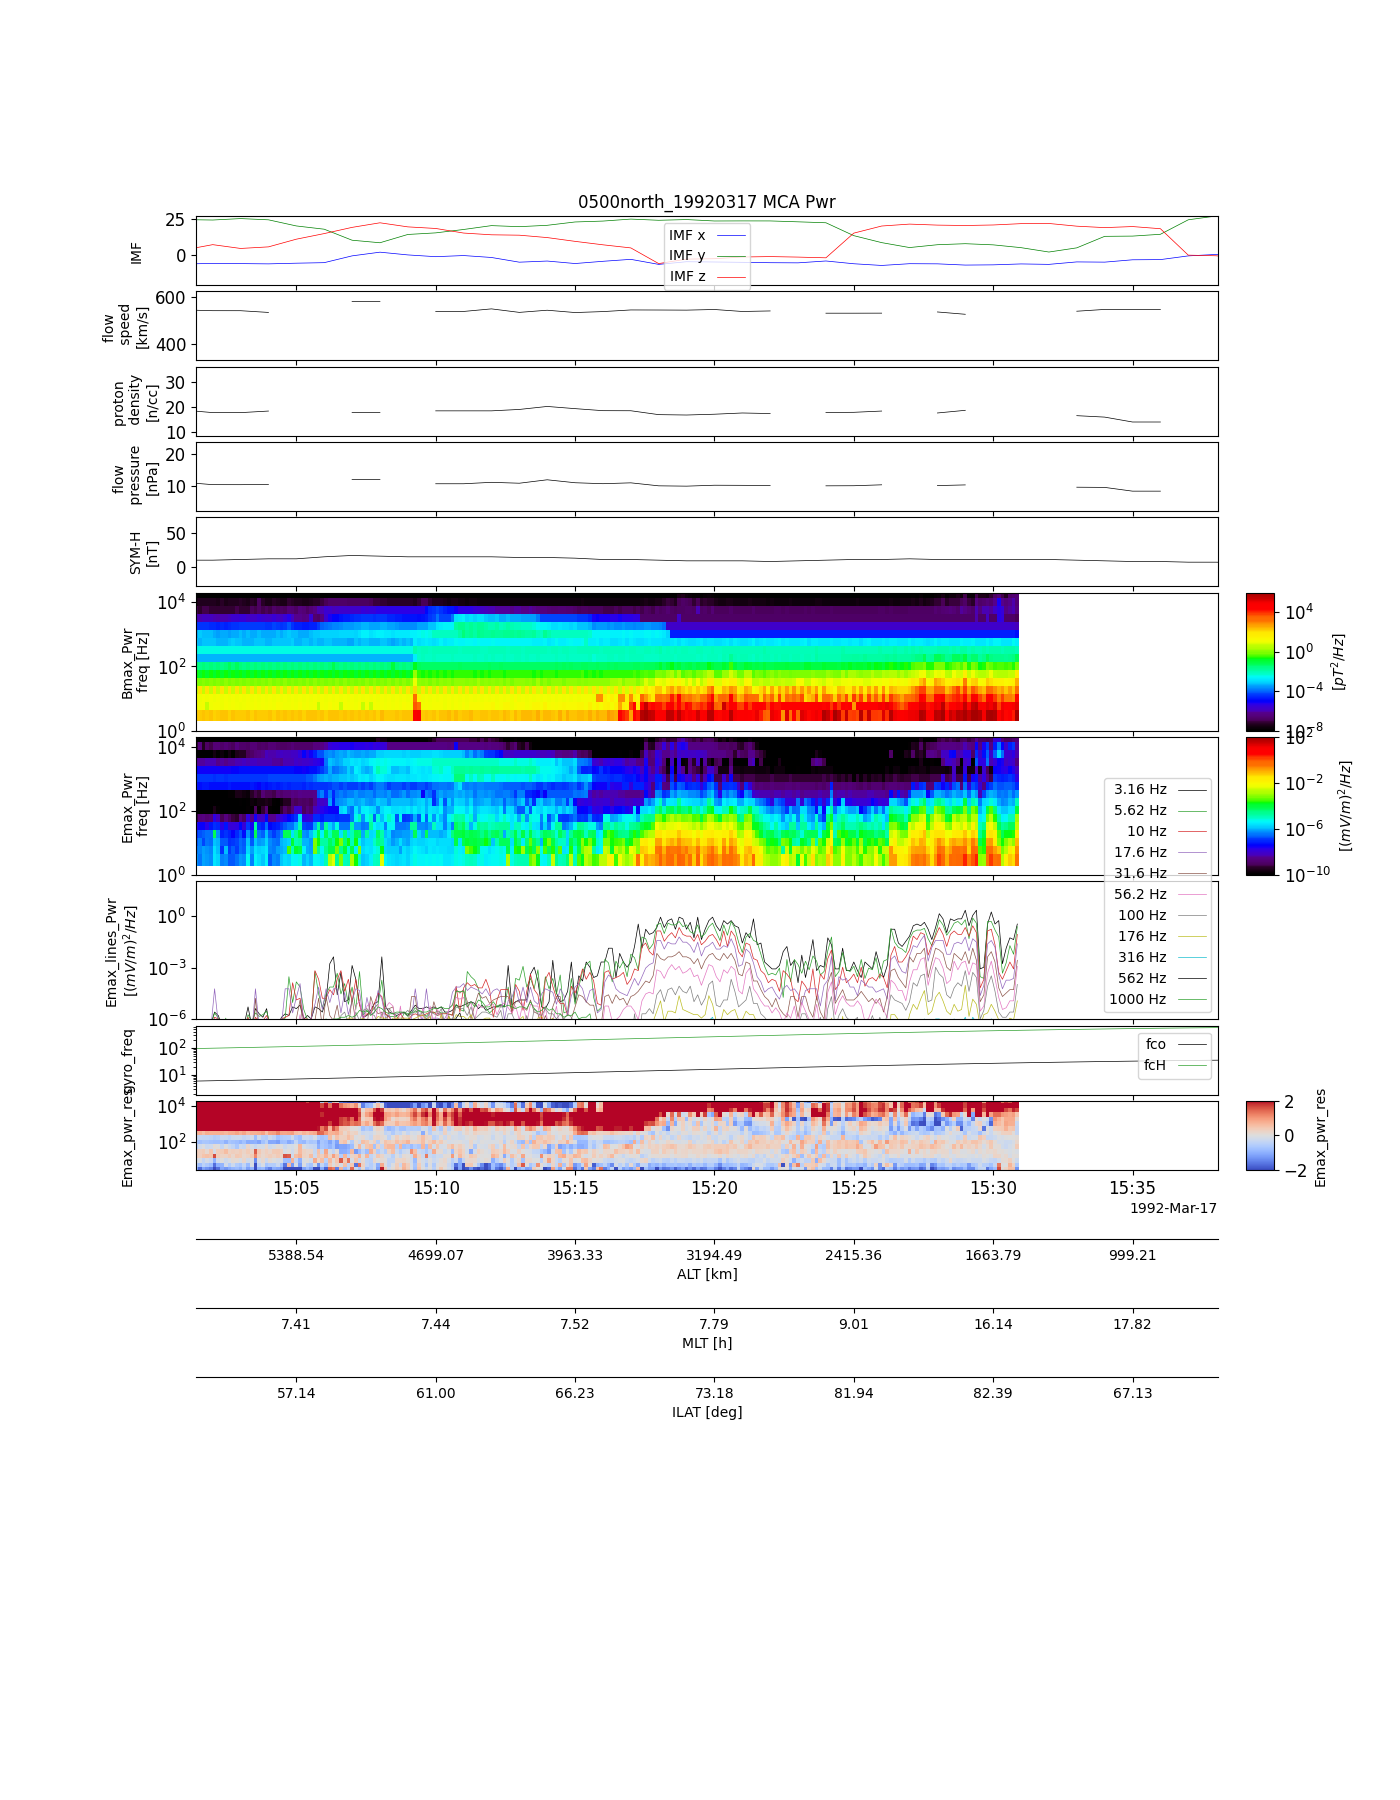 0500north_19920317 MCA Pwr
25
0
IMF
IMF x
IMF y
IMF z
600
400
flow
speed
[km/s]
30
20
10
proton
density
[n/cc]
20
10
flow
pressure
[nPa]
50
0
SYM-H
[nT]
10^4
10^2
10^0
Bmax_Pwr
freq [Hz]
10^4
10^0
10^-4
10^-8
[pT^2/Hz]
10^4
10^2
10^0
Emax_Pwr
freq [Hz]
10^2
10^-2
10^-6
10^-10
[(mV/m)^2/Hz]
3.16 Hz
5.62 Hz
10 Hz
17.6 Hz
31.6 Hz
56.2 Hz
100 Hz
176 Hz
316 Hz
562 Hz
1000 Hz
10^0
10^-3
10^-6
Emax_lines_Pwr
[(mV/m)^2/Hz]
10^2
10^1
gyro_freq
fco
fcH
10^4
10^2
Emax_pwr_res
2
0
−2
Emax_pwr_res
15:05 15:10 15:15 15:20 15:25 15:30 15:35
1992-Mar-17
5388.54 4699.07 3963.33 3194.49 2415.36 1663.79 999.21
ALT [km]
7.41 7.44 7.52 7.79 9.01 16.14 17.82
MLT [h]
57.14 61.00 66.23 73.18 81.94 82.39 67.13
ILAT [deg]